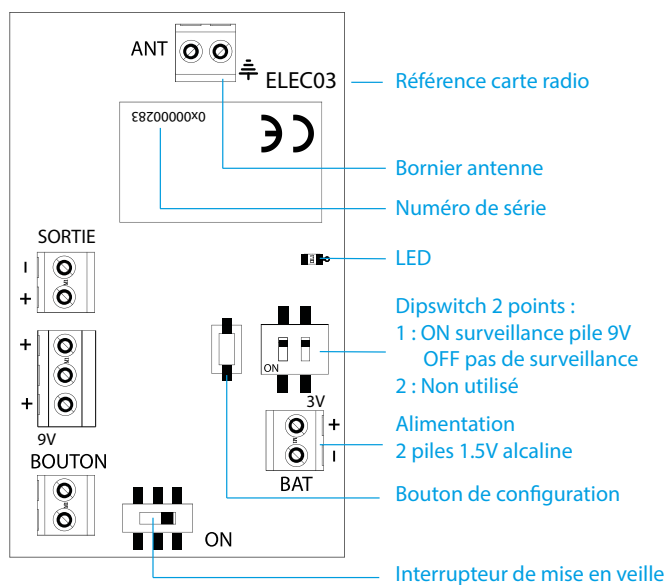 ANT
ELEC03
Référence carte radio
0x00000283
CE
Bornier antenne
Numéro de série
SORTIE
−
+
LED
Dipswitch 2 points :
1 : ON surveillance pile 9V
OFF pas de surveillance
2 : Non utilisé
ON
+
+
9V
3V
+
−
BAT
Alimentation
2 piles 1.5V alcaline
BOUTON
Bouton de configuration
ON
Interrupteur de mise en veille